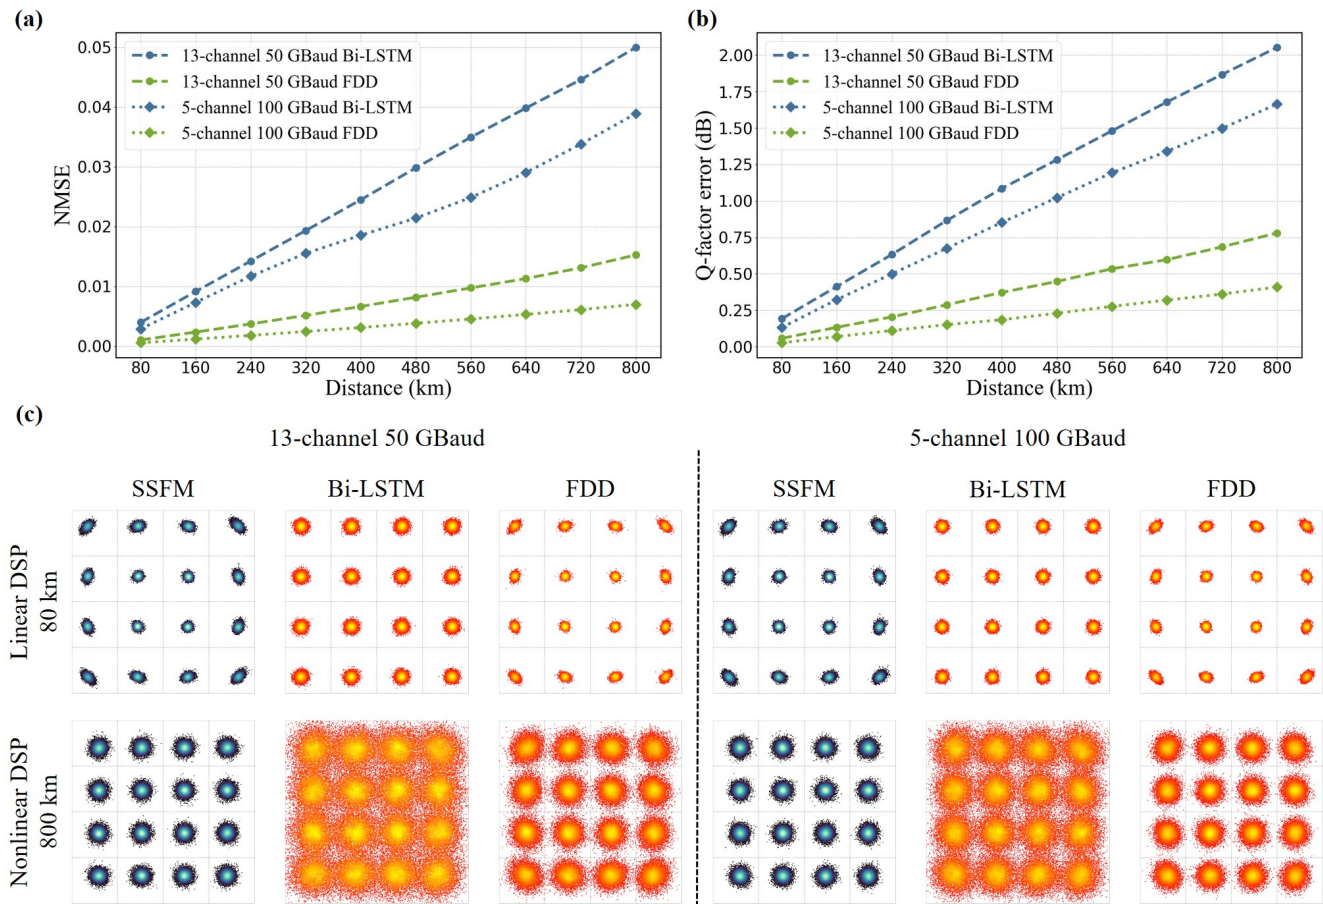 (a)
0.05
0.04
0.03
0.02
0.01
0.00
NMSE
13-channel 50 GBaud Bi-LSTM
13-channel 50 GBaud FDD
5-channel 100 GBaud Bi-LSTM
5-channel 100 GBaud FDD
80 160 240 320 400 480 560 640 720 800
Distance (km)
(b)
2.00
1.75
1.50
1.25
1.00
0.75
0.50
0.25
0.00
Q-factor error (dB)
13-channel 50 GBaud Bi-LSTM
13-channel 50 GBaud FDD
5-channel 100 GBaud Bi-LSTM
5-channel 100 GBaud FDD
80 160 240 320 400 480 560 640 720 800
Distance (km)
(c)
13-channel 50 GBaud
5-channel 100 GBaud
SSFM Bi-LSTM FDD SSFM Bi-LSTM FDD
Linear DSP
80 km
Nonlinear DSP
800 km